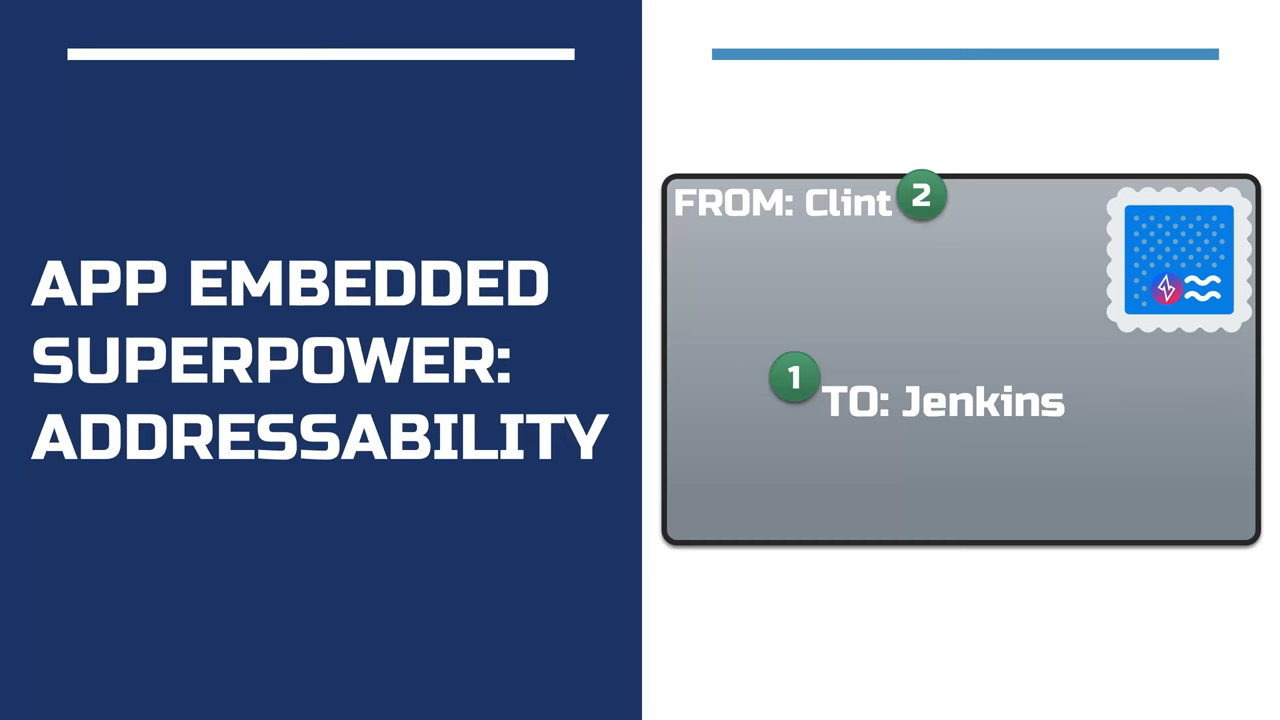 APP EMBEDDED
SUPERPOWER:
ADDRESSABILITY
FROM: Clint 2
1 TO: Jenkins